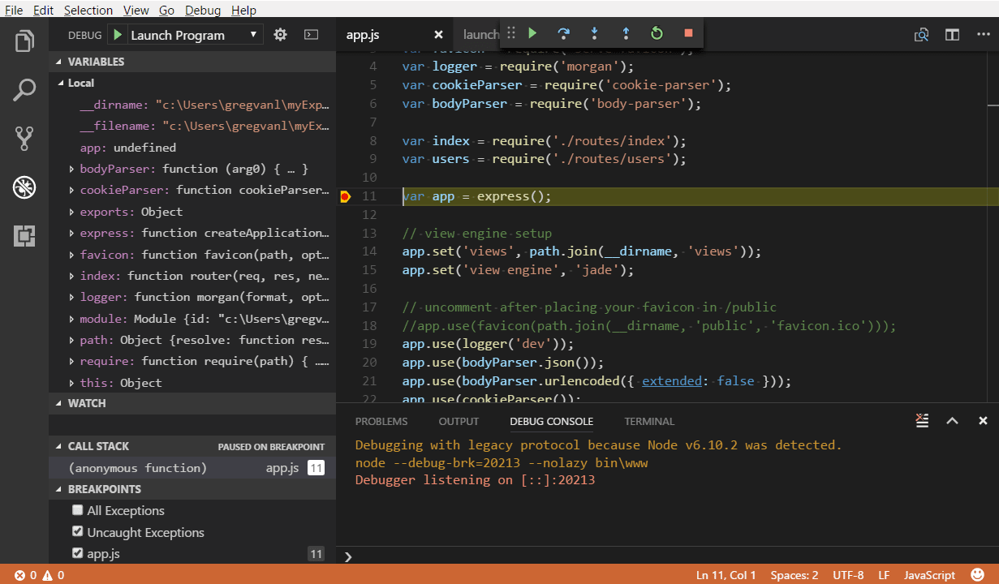 File Edit Selection View Go Debug Help
DEBUG Launch Program
VARIABLES
Local
__dirname: "c:\Users\gregvanl\myExp…
__filename: "c:\Users\gregvanl\myEx…
app: undefined
bodyParser: function (arg0) { … }
cookieParser: function cookieParser…
exports: Object
express: function createApplication…
favicon: function favicon(path, opt…
index: function router(req, res, ne…
logger: function morgan(format, opt…
module: Module {id: "c:\Users\gregv…
path: Object {resolve: function res…
require: function require(path) { ……
this: Object
WATCH
CALL STACK PAUSED ON BREAKPOINT
(anonymous function) app.js 11
BREAKPOINTS
All Exceptions
Uncaught Exceptions
app.js 11
app.js launch
3 var favicon = require('serve-favicon');
4 var logger = require('morgan');
5 var cookieParser = require('cookie-parser');
6 var bodyParser = require('body-parser');
7
8 var index = require('./routes/index');
9 var users = require('./routes/users');
10
11 var app = express();
12
13 // view engine setup
14 app.set('views', path.join(__dirname, 'views'));
15 app.set('view engine', 'jade');
16
17 // uncomment after placing your favicon in /public
18 //app.use(favicon(path.join(__dirname, 'public', 'favicon.ico')));
19 app.use(logger('dev'));
20 app.use(bodyParser.json());
21 app.use(bodyParser.urlencoded({ extended: false }));
22 app.use(cookieParser());
PROBLEMS OUTPUT DEBUG CONSOLE TERMINAL
Debugging with legacy protocol because Node v6.10.2 was detected.
node --debug-brk=20213 --nolazy bin\www
Debugger listening on [::]:20213
0 0 Ln 11, Col 1 Spaces: 2 UTF-8 LF JavaScript